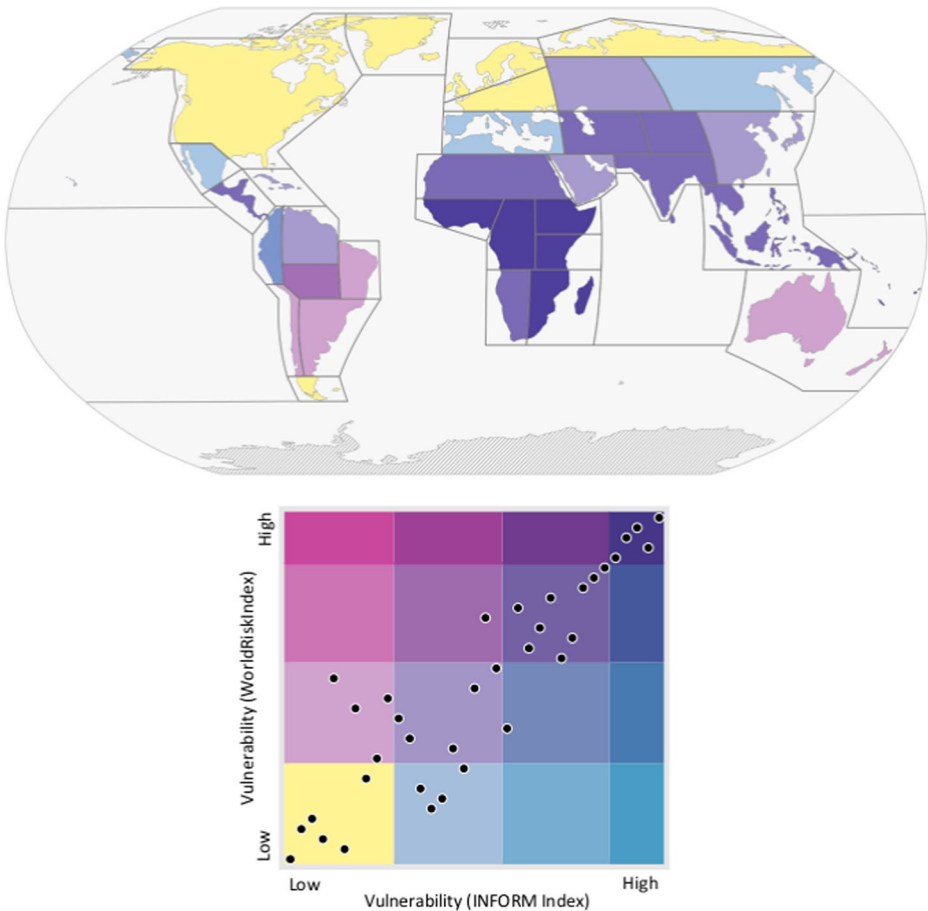 High
Vulnerability (WorldRiskIndex)
Low
Low
High
Vulnerability (INFORM Index)